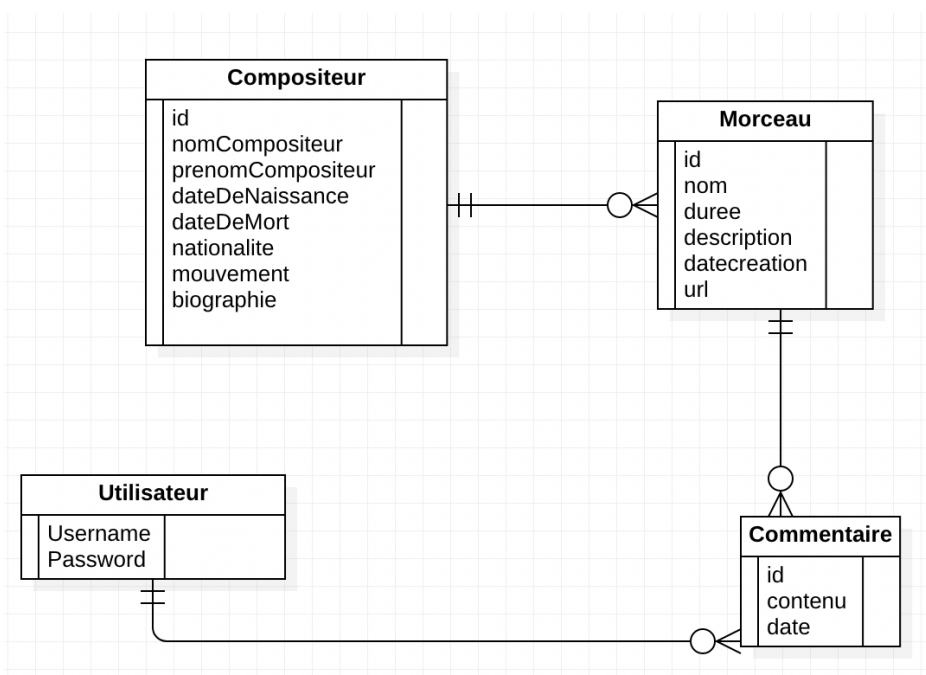 Compositeur
id
nomCompositeur
prenomCompositeur
dateDeNaissance
dateDeMort
nationalite
mouvement
biographie
Morceau
id
nom
duree
description
datecreation
url
Utilisateur
Username
Password
Commentaire
id
contenu
date